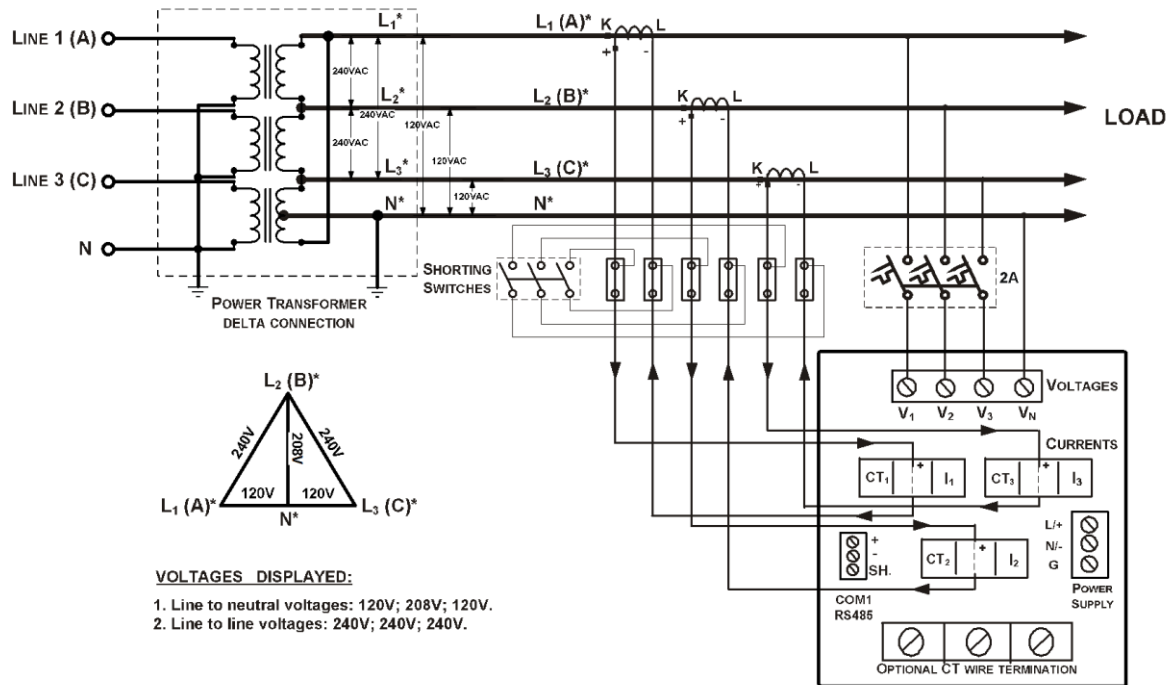 LINE 1 (A)
LINE 2 (B)
LINE 3 (C)
N
L1*
L2*
L3*
N*
240VAC
240VAC
240VAC
120VAC
120VAC
120VAC
POWER TRANSFORMER
DELTA CONNECTION
L1 (A)*
L2 (B)*
L3 (C)*
N*
K
L
+
-
K
L
+
-
K
L
+
-
LOAD
SHORTING
SWITCHES
2A
VOLTAGES
V1
V2
V3
VN
CURRENTS
CT1
+
I1
CT3
+
I3
CT2
+
I2
+
-
SH.
COM1
RS485
L/+
N/-
G
POWER
SUPPLY
OPTIONAL CT WIRE TERMINATION
L2 (B)*
240V
208V
240V
120V
120V
L1 (A)*
N*
L3 (C)*
VOLTAGES DISPLAYED:
1. Line to neutral voltages: 120V; 208V; 120V.
2. Line to line voltages: 240V; 240V; 240V.